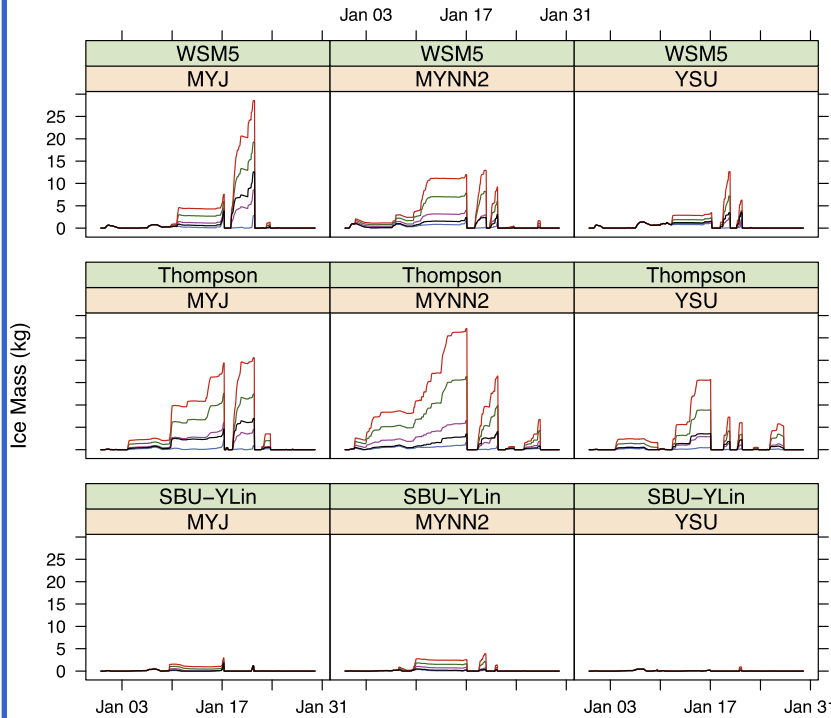 Jan 03 Jan 17 Jan 31
WSM5 WSM5 WSM5
MYJ MYNN2 YSU
25
20
15
10
5
0
Thompson Thompson Thompson
MYJ MYNN2 YSU
Ice Mass (kg)
SBU−YLin SBU−YLin SBU−YLin
MYJ MYNN2 YSU
25
20
15
10
5
0
Jan 03 Jan 17 Jan 31 Jan 03 Jan 17 Jan 3